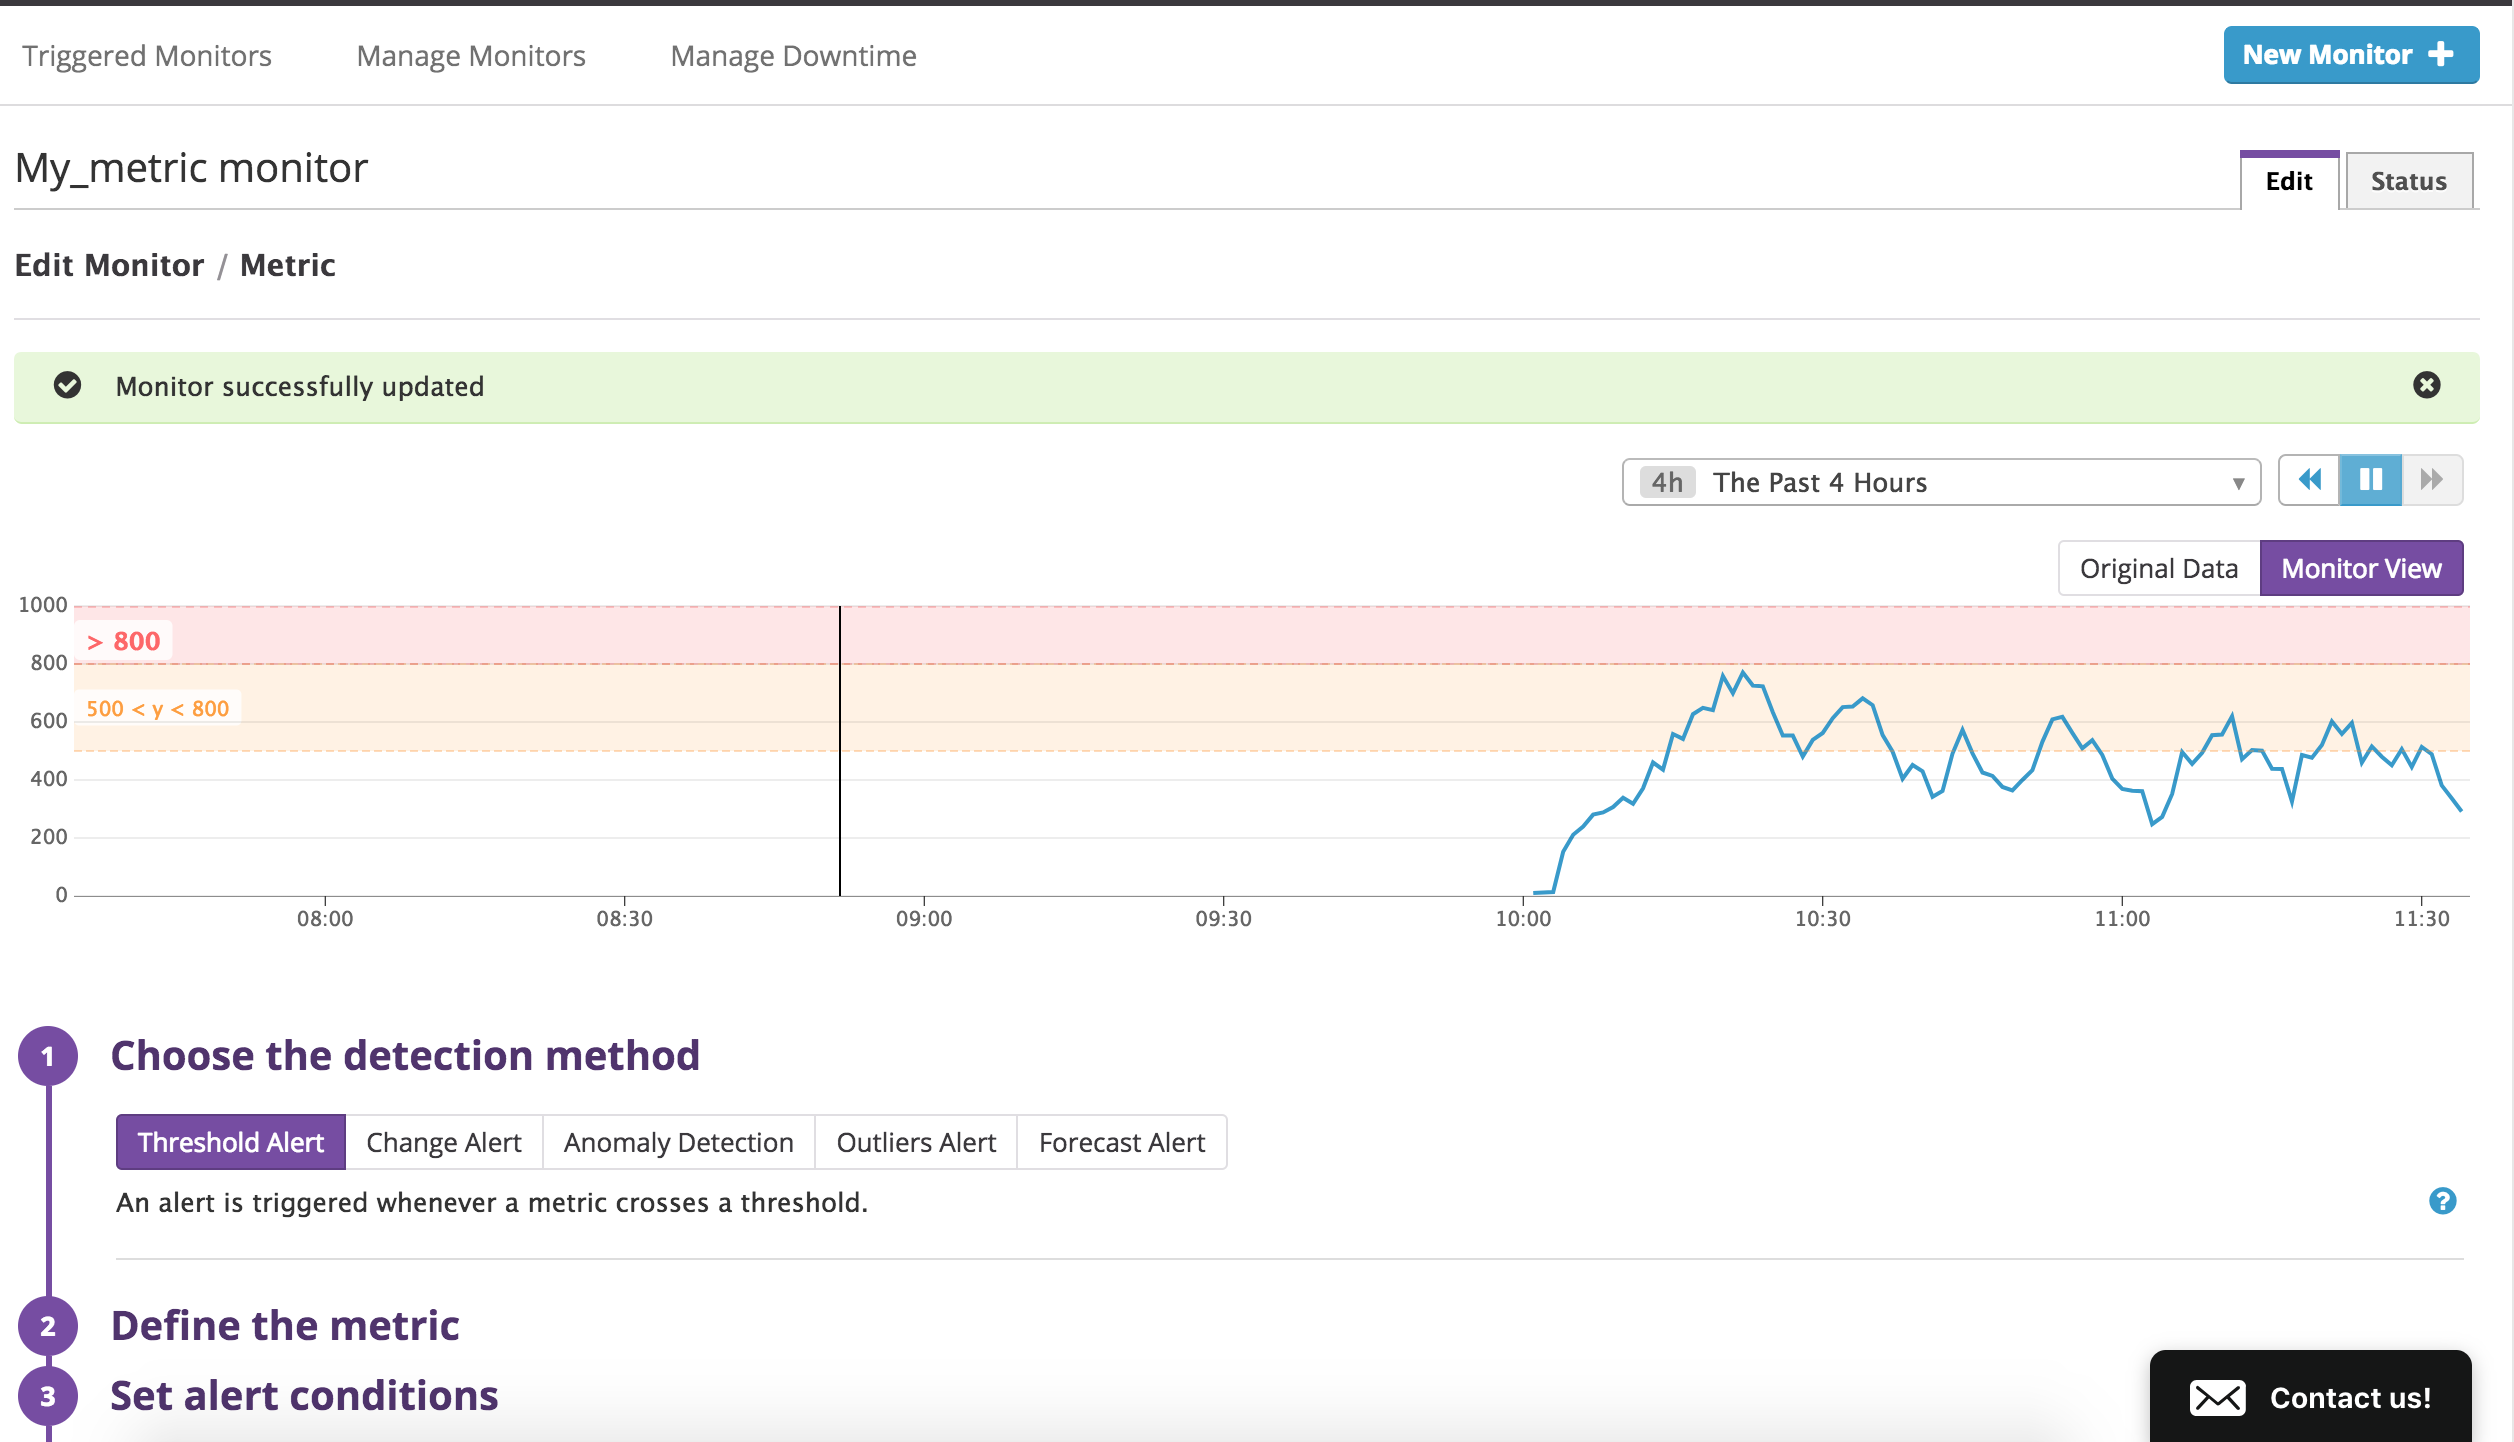 Triggered Monitors Manage Monitors Manage Downtime New Monitor
My_metric monitor
Edit Status
Edit Monitor / Metric
Monitor successfully updated
4h The Past 4 Hours
Original Data Monitor View
1000
> 800
800
500 < y < 800
600
400
200
0
08:00 08:30 09:00 09:30 10:00 10:30 11:00 11:30
1 Choose the detection method
Threshold Alert Change Alert Anomaly Detection Outliers Alert Forecast Alert
An alert is triggered whenever a metric crosses a threshold.
?
2 Define the metric
3 Set alert conditions
Contact us!